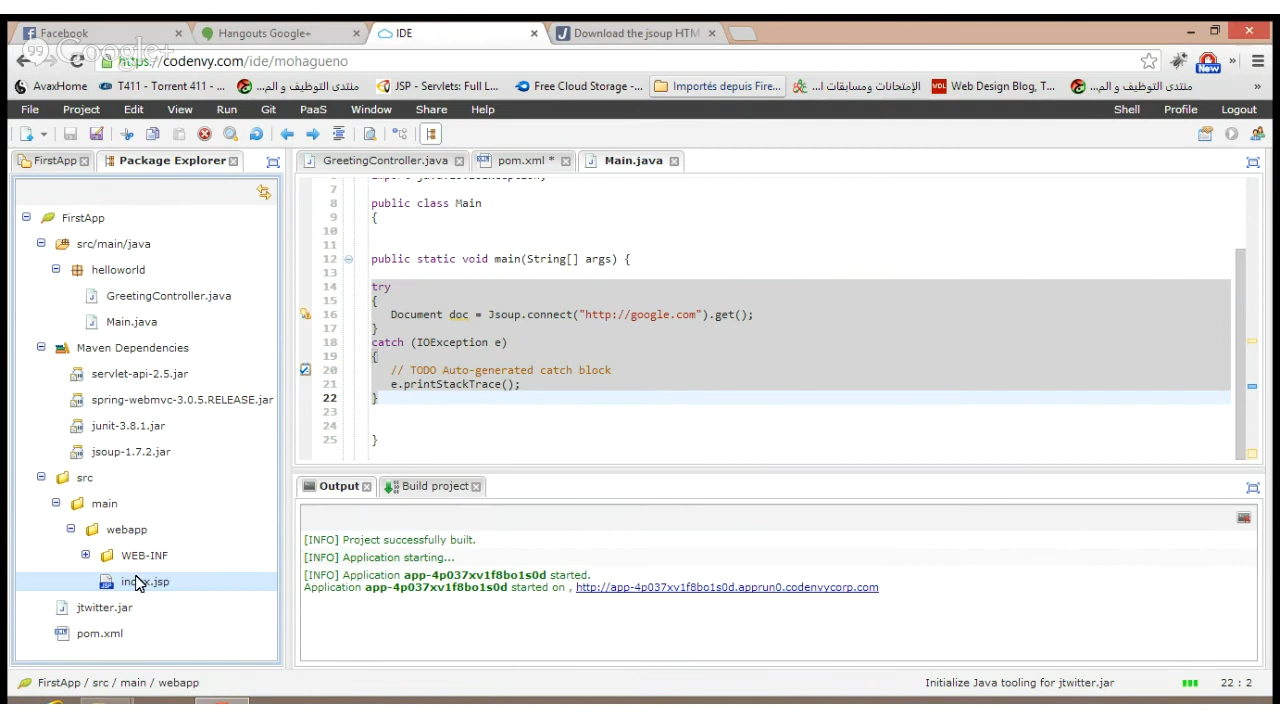 Facebook
Hangouts Google+
IDE
Download the jsoup HTM
Google+
https://codenvy.com/ide/mohagueno
New
AvaxHome
T411 - Torrent 411 - ...
منتدى التوظيف و الم...
JSP - Servlets: Full L...
Free Cloud Storage -...
Importés depuis Fire...
الإمتحانات ومسابقات ا...
Web Design Blog, T...
منتدى التوظيف و الم...
File Project Edit View Run Git PaaS Window Share Help Shell Profile Logout
FirstApp
Package Explorer
GreetingController.java
pom.xml *
Main.java
FirstApp
src/main/java
helloworld
GreetingController.java
Main.java
Maven Dependencies
servlet-api-2.5.jar
spring-webmvc-3.0.5.RELEASE.jar
junit-3.8.1.jar
jsoup-1.7.2.jar
src
main
webapp
WEB-INF
index.jsp
jtwitter.jar
pom.xml
7
8 public class Main
9 {
10
11
12 public static void main(String[] args) {
13
14 try
15 {
16 Document doc = Jsoup.connect("http://google.com").get();
17 }
18 catch (IOException e)
19 {
20 // TODO Auto-generated catch block
21 e.printStackTrace();
22 }
23
24
25 }
Output
Build project
[INFO] Project successfully built.
[INFO] Application starting...
[INFO] Application app-4p037xv1f8bo1s0d started.
Application app-4p037xv1f8bo1s0d started on , http://app-4p037xv1f8bo1s0d.apprun0.codenvycorp.com
FirstApp / src / main / webapp
Initialize Java tooling for jtwitter.jar
22 : 2